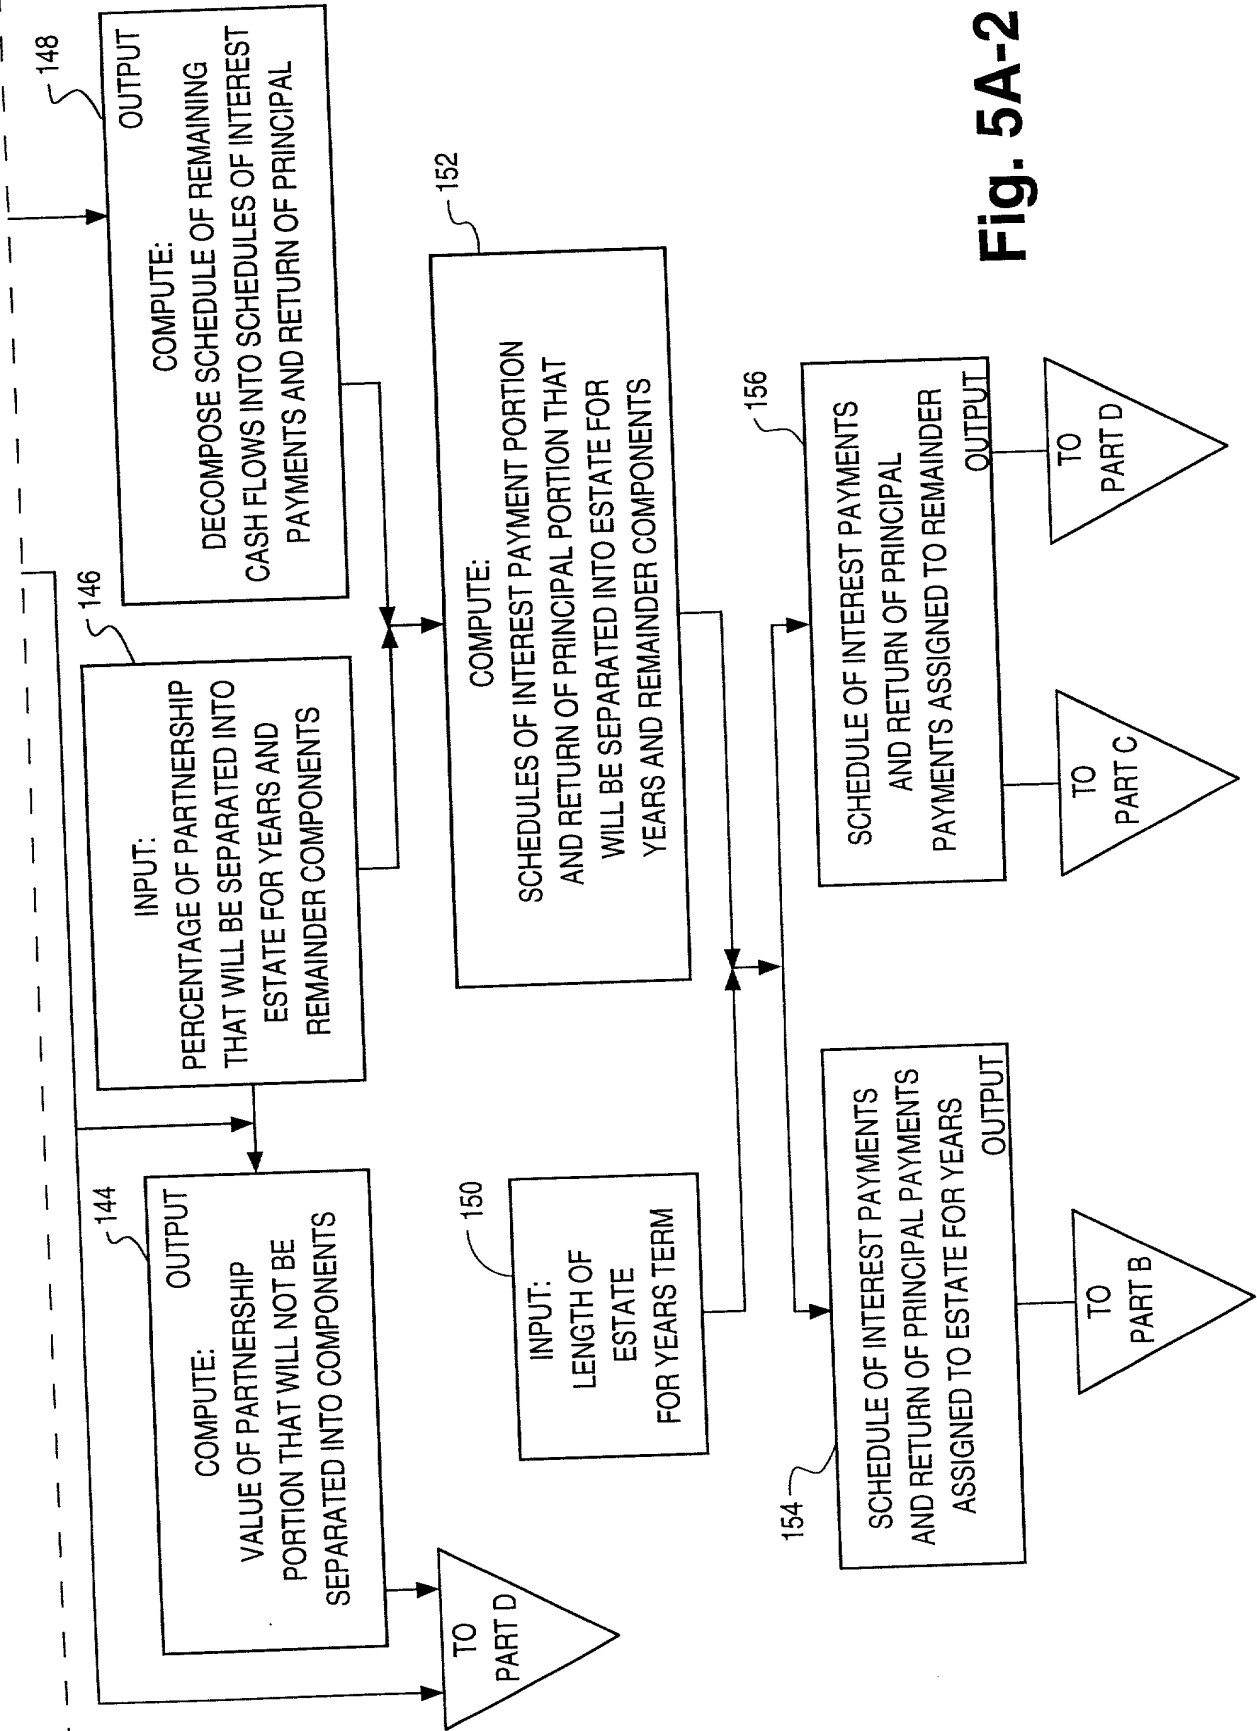 144
OUTPUT
COMPUTE:
VALUE OF PARTNERSHIP
PORTION THAT WILL NOT BE
SEPARATED INTO COMPONENTS
146
INPUT:
PERCENTAGE OF PARTNERSHIP
THAT WILL BE SEPARATED INTO
ESTATE FOR YEARS AND
REMAINDER COMPONENTS
148
OUTPUT
COMPUTE:
DECOMPOSE SCHEDULE OF REMAINING
CASH FLOWS INTO SCHEDULES OF INTEREST
PAYMENTS AND RETURN OF PRINCIPAL
TO
PART D
150
INPUT:
LENGTH OF
ESTATE
FOR YEARS TERM
152
COMPUTE:
SCHEDULES OF INTEREST PAYMENT PORTION
AND RETURN OF PRINCIPAL PORTION THAT
WILL BE SEPARATED INTO ESTATE FOR
YEARS AND REMAINDER COMPONENTS
154
SCHEDULE OF INTEREST PAYMENTS
AND RETURN OF PRINCIPAL PAYMENTS
ASSIGNED TO ESTATE FOR YEARS
OUTPUT
156
SCHEDULE OF INTEREST PAYMENTS
AND RETURN OF PRINCIPAL
PAYMENTS ASSIGNED TO REMAINDER
OUTPUT
TO
PART B
TO
PART C
TO
PART D
Fig. 5A-2